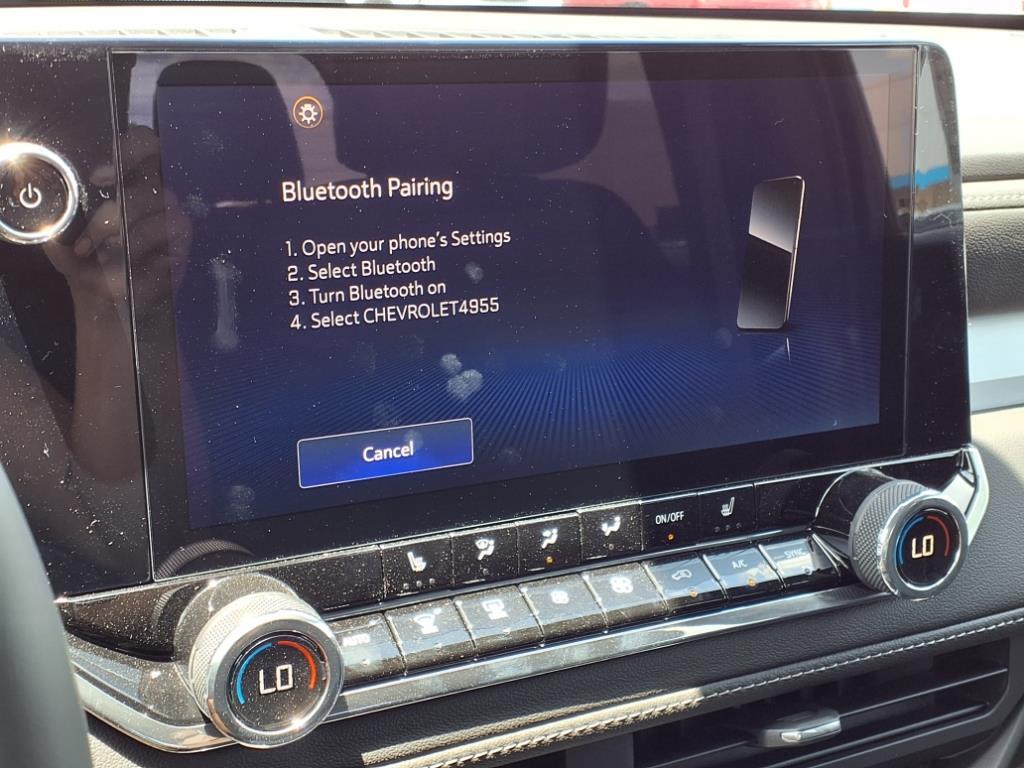 Bluetooth Pairing
1. Open your phone's Settings
2. Select Bluetooth
3. Turn Bluetooth on
4. Select CHEVROLET4955
Cancel
ON/OFF
AUTO
A/C
SYNC
LO
LO